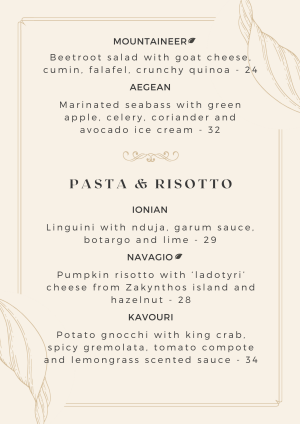 MOUNTAINEER
Beetroot salad with goat cheese,
cumin, falafel, crunchy quinoa - 24
AEGEAN
Marinated seabass with green
apple, celery, coriander and
avocado ice cream - 32
PASTA & RISOTTO
IONIAN
Linguini with nduja, garum sauce,
botargo and lime - 29
NAVAGIO
Pumpkin risotto with ‘ladotyri’
cheese from Zakynthos island and
hazelnut - 28
KAVOURI
Potato gnocchi with king crab,
spicy gremolata, tomato compote
and lemongrass scented sauce - 34